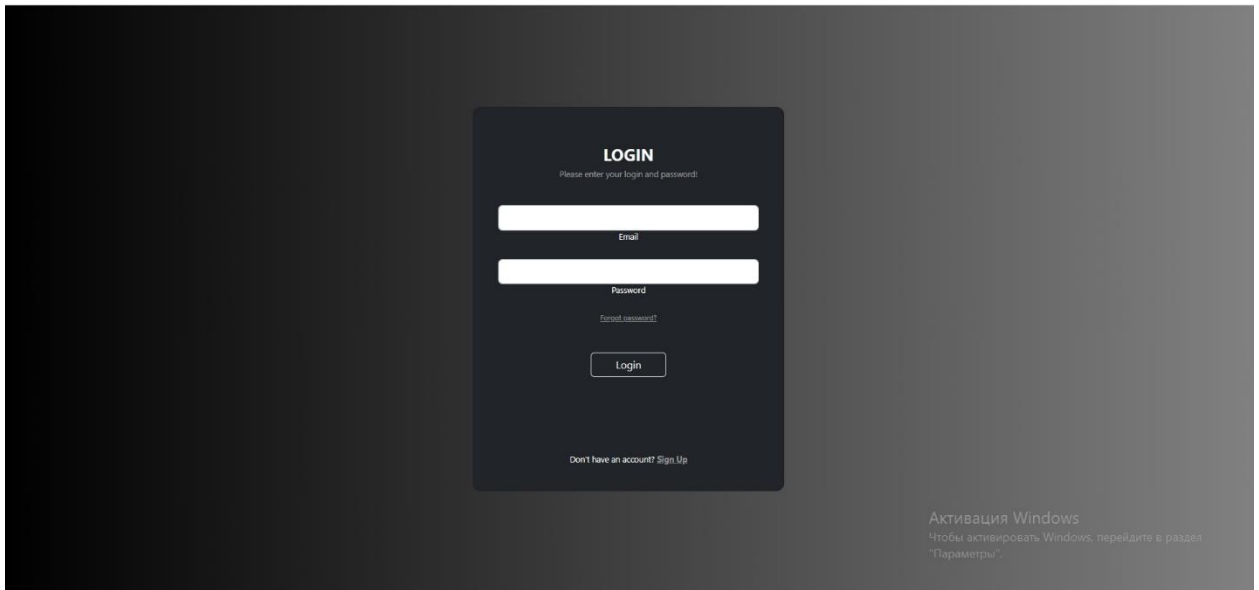 LOGIN
Please enter your login and password!
Email
Password
Forgot password?
Login
Don't have an account? Sign Up
Активация Windows
Чтобы активировать Windows, перейдите в раздел
"Параметры".